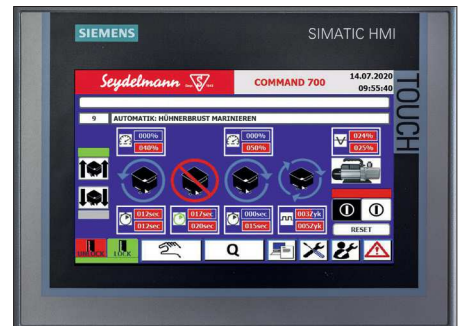 SIEMENS
SIMATIC HMI
TOUCH
Seydelmann
COMMAND 700
14.07.2020
09:55:40
9 AUTOMATIK: HÜHNERBRUST MARINIEREN
000% 000% 024%
040% 050% 025%
012sec 017sec 000sec 003Zyk
012sec 020sec 015sec 005Zyk
RESET
UNLOCK LOCK Q